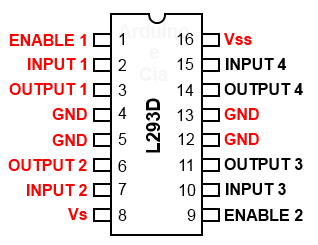 Arduino
e
Cia
ENABLE 1 1 16 Vss
INPUT 1 2 15 INPUT 4
OUTPUT 1 3 14 OUTPUT 4
GND 4 13 GND
GND 5 12 GND
OUTPUT 2 6 11 OUTPUT 3
INPUT 2 7 10 INPUT 3
Vs 8 9 ENABLE 2
L293D